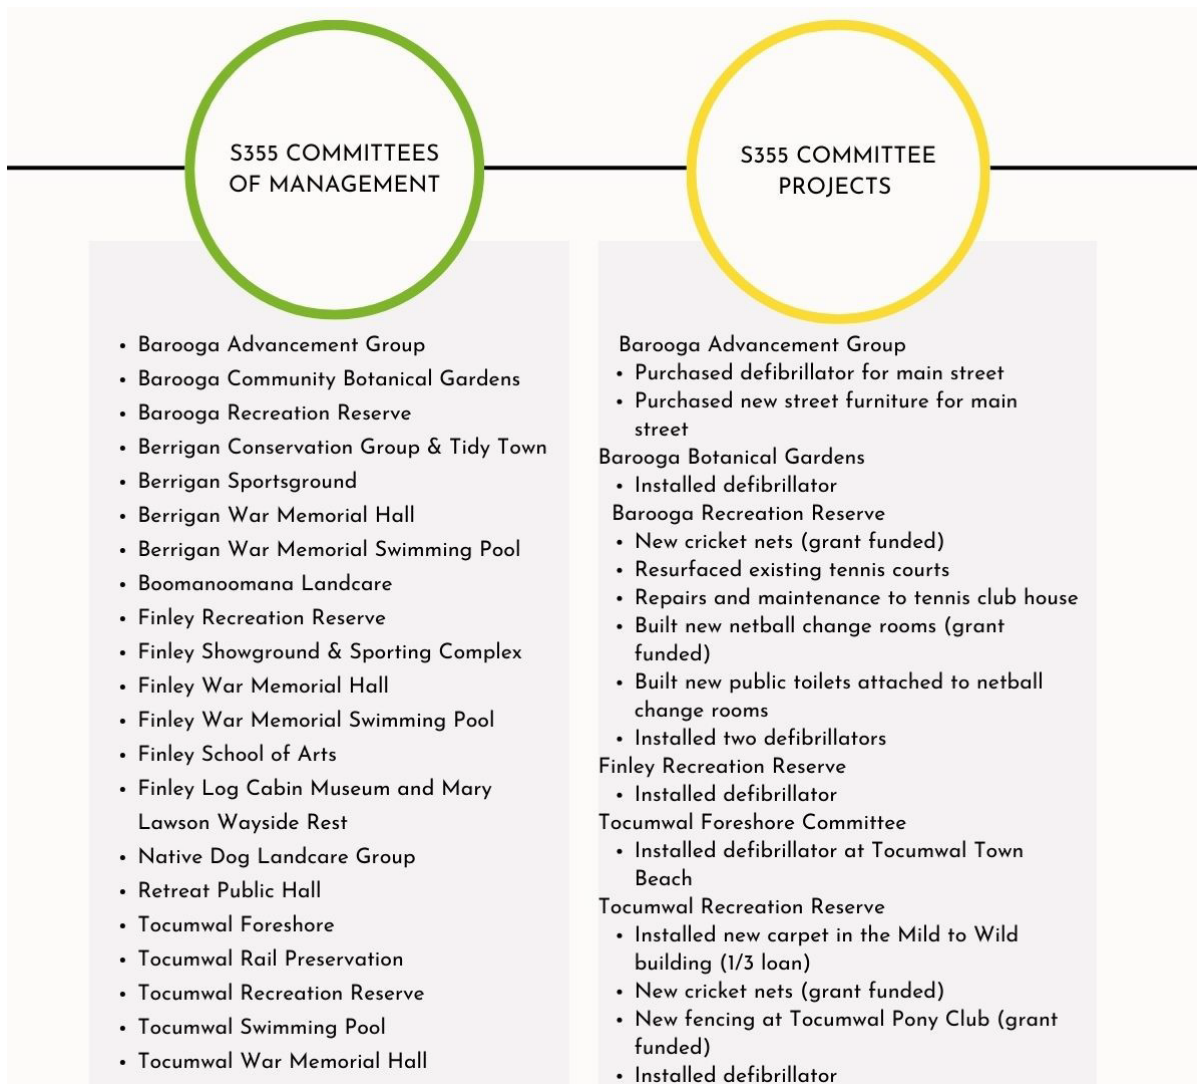 S355 COMMITTEES
OF MANAGEMENT
• Barooga Advancement Group
• Barooga Community Botanical Gardens
• Barooga Recreation Reserve
• Berrigan Conservation Group & Tidy Town
• Berrigan Sportsground
• Berrigan War Memorial Hall
• Berrigan War Memorial Swimming Pool
• Boomanoomana Landcare
• Finley Recreation Reserve
• Finley Showground & Sporting Complex
• Finley War Memorial Hall
• Finley War Memorial Swimming Pool
• Finley School of Arts
• Finley Log Cabin Museum and Mary
Lawson Wayside Rest
• Native Dog Landcare Group
• Retreat Public Hall
• Tocumwal Foreshore
• Tocumwal Rail Preservation
• Tocumwal Recreation Reserve
• Tocumwal Swimming Pool
• Tocumwal War Memorial Hall
S355 COMMITTEE
PROJECTS
Barooga Advancement Group
• Purchased defibrillator for main street
• Purchased new street furniture for main
street
Barooga Botanical Gardens
• Installed defibrillator
Barooga Recreation Reserve
• New cricket nets (grant funded)
• Resurfaced existing tennis courts
• Repairs and maintenance to tennis club house
• Built new netball change rooms (grant
funded)
• Built new public toilets attached to netball
change rooms
• Installed two defibrillators
Finley Recreation Reserve
• Installed defibrillator
Tocumwal Foreshore Committee
• Installed defibrillator at Tocumwal Town
Beach
Tocumwal Recreation Reserve
• Installed new carpet in the Mild to Wild
building (1/3 loan)
• New cricket nets (grant funded)
• New fencing at Tocumwal Pony Club (grant
funded)
• Installed defibrillator